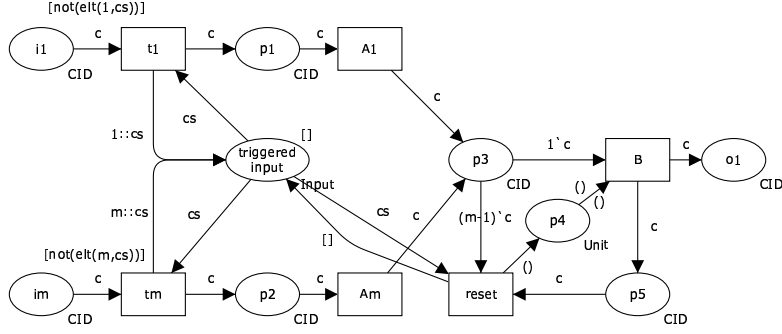 [not(elt(1,cs))]
i1
c
t1
c
p1
c
A1
CID
CID
CID
c
cs
1::cs
[]
triggered
input
Input
p3
CID
1`c
B
c
o1
CID
m::cs
cs
cs
c
(m-1)`c
()
()
p4
Unit
c
[]
[not(elt(m,cs))]
()
im
c
tm
c
p2
c
Am
reset
c
p5
CID
CID
CID